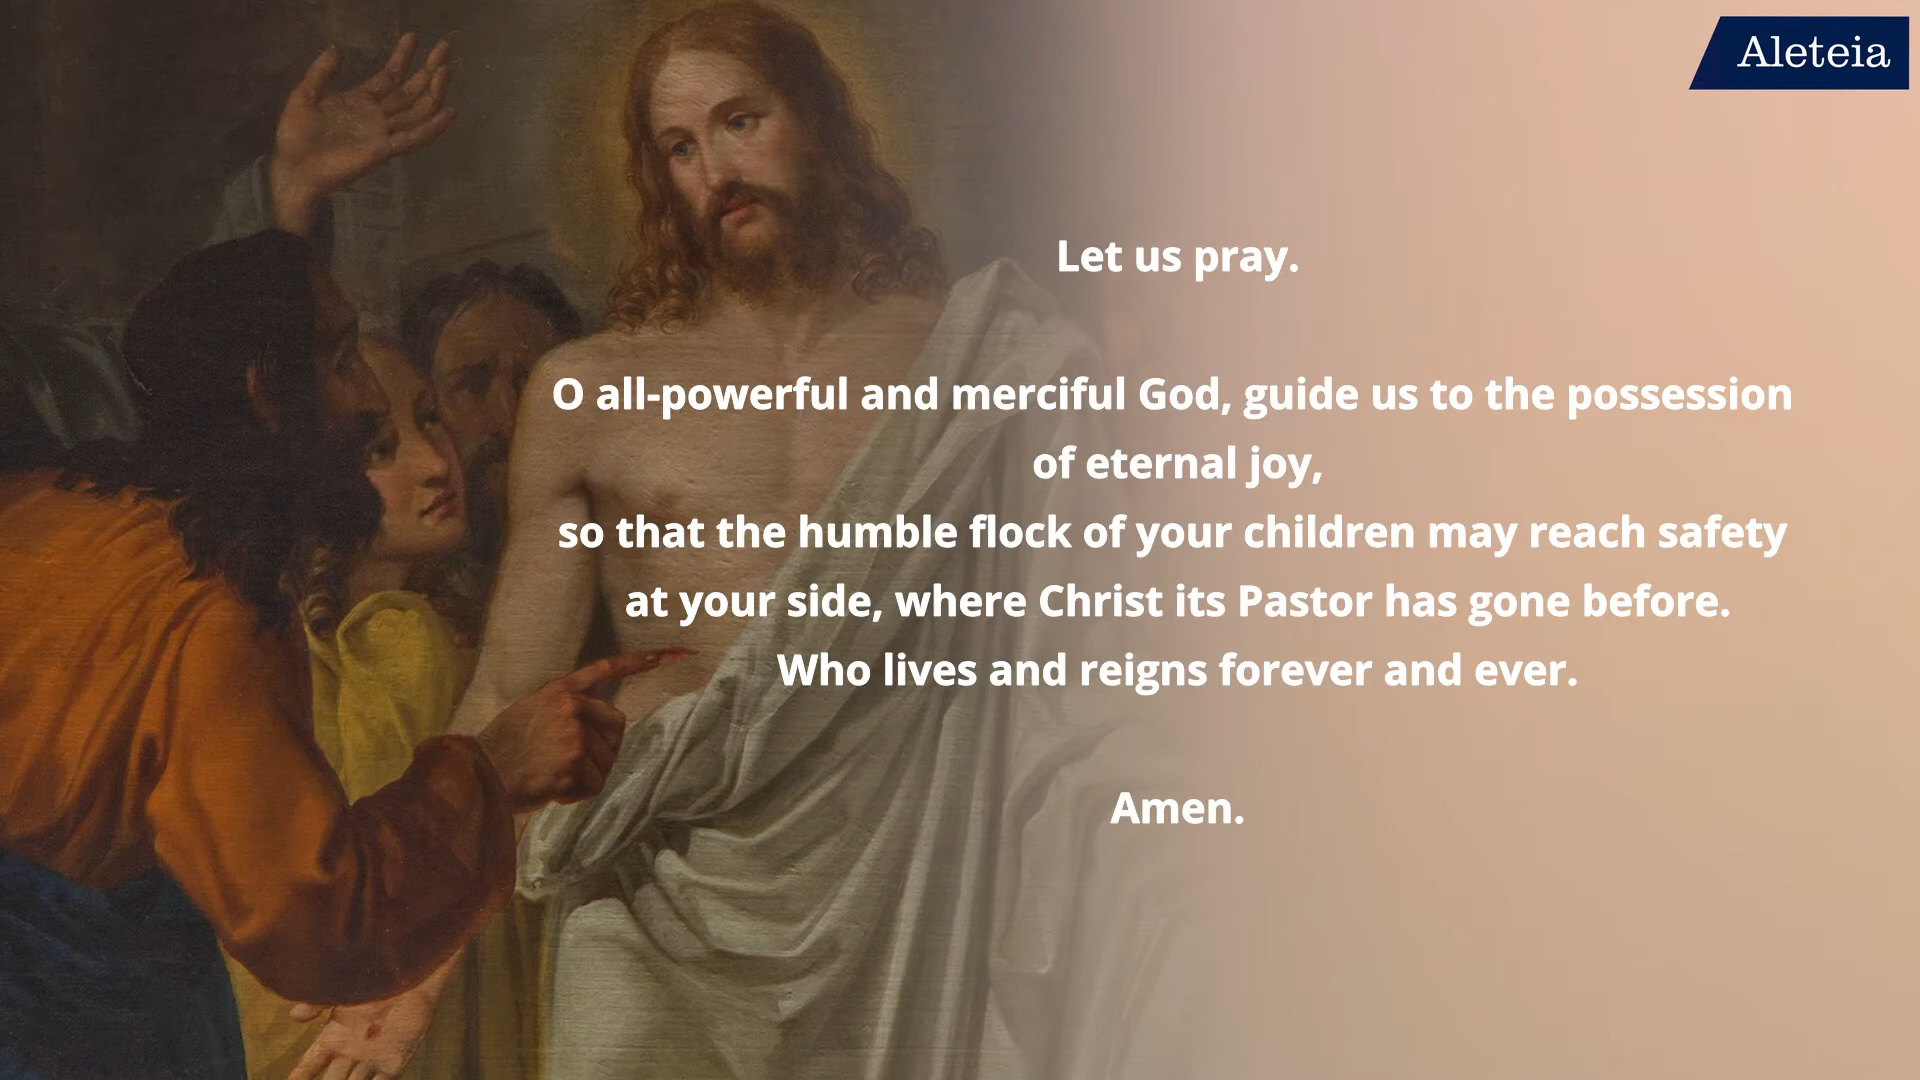 Aleteia
Let us pray.
O all-powerful and merciful God, guide us to the possession
of eternal joy,
so that the humble flock of your children may reach safety
at your side, where Christ its Pastor has gone before.
Who lives and reigns forever and ever.
Amen.